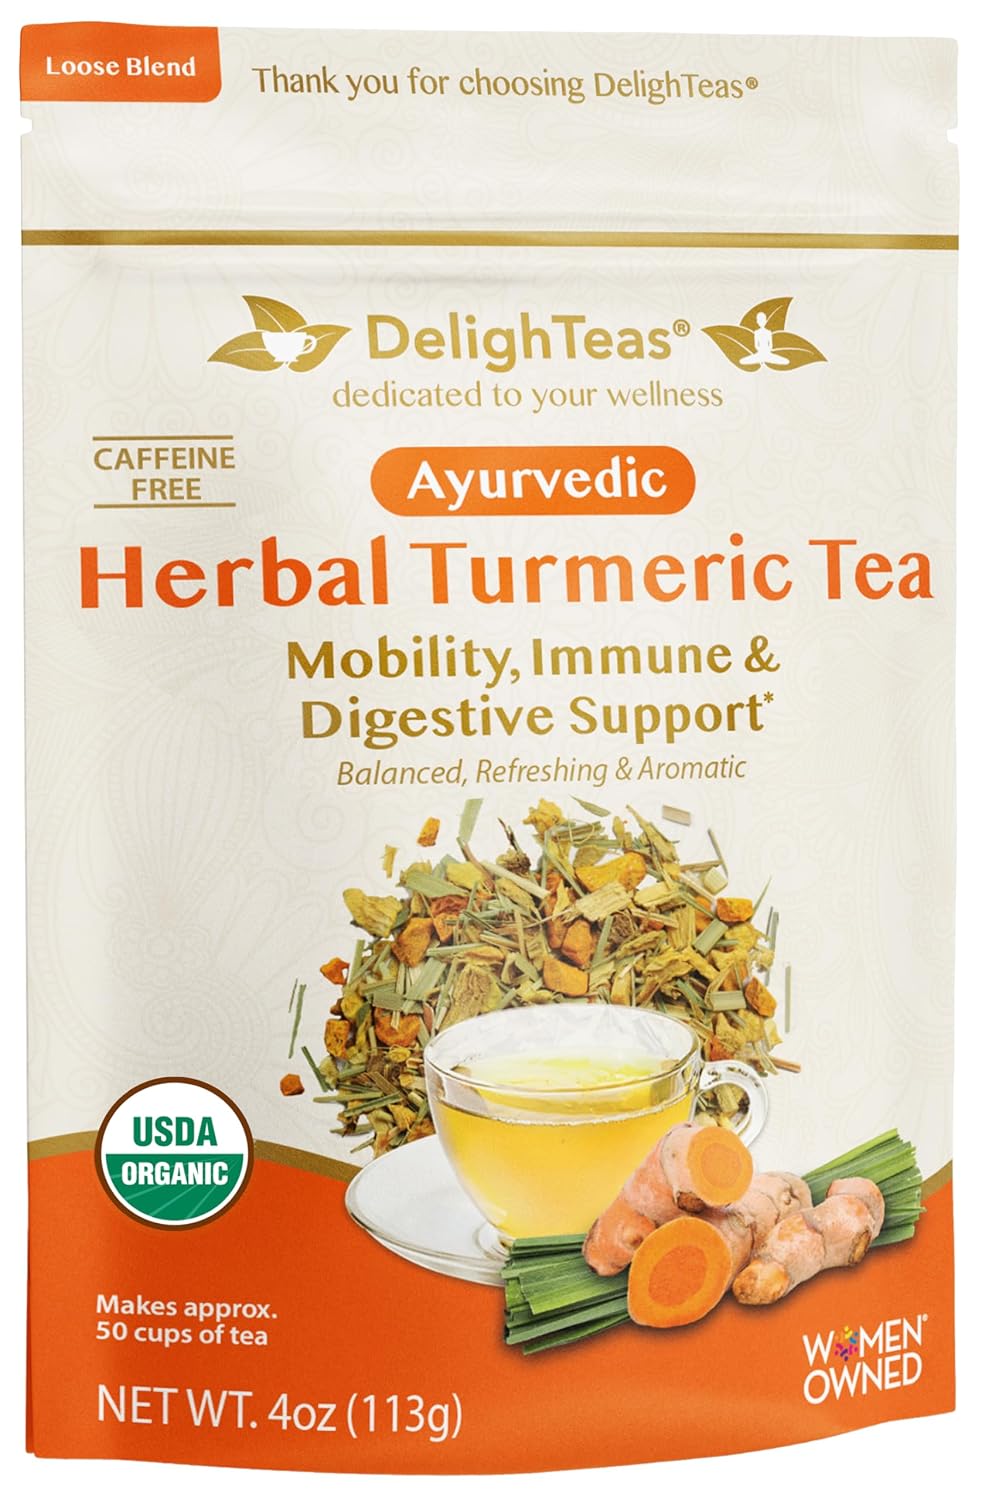 Loose Blend
Thank you for choosing DelighTeas®
DelighTeas®
dedicated to your wellness
CAFFEINE
FREE
Ayurvedic
Herbal Turmeric Tea
Mobility, Immune &
Digestive Support*
Balanced, Refreshing & Aromatic
USDA
ORGANIC
Makes approx.
50 cups of tea
NET WT. 4oz (113g)
WOMEN®
OWNED